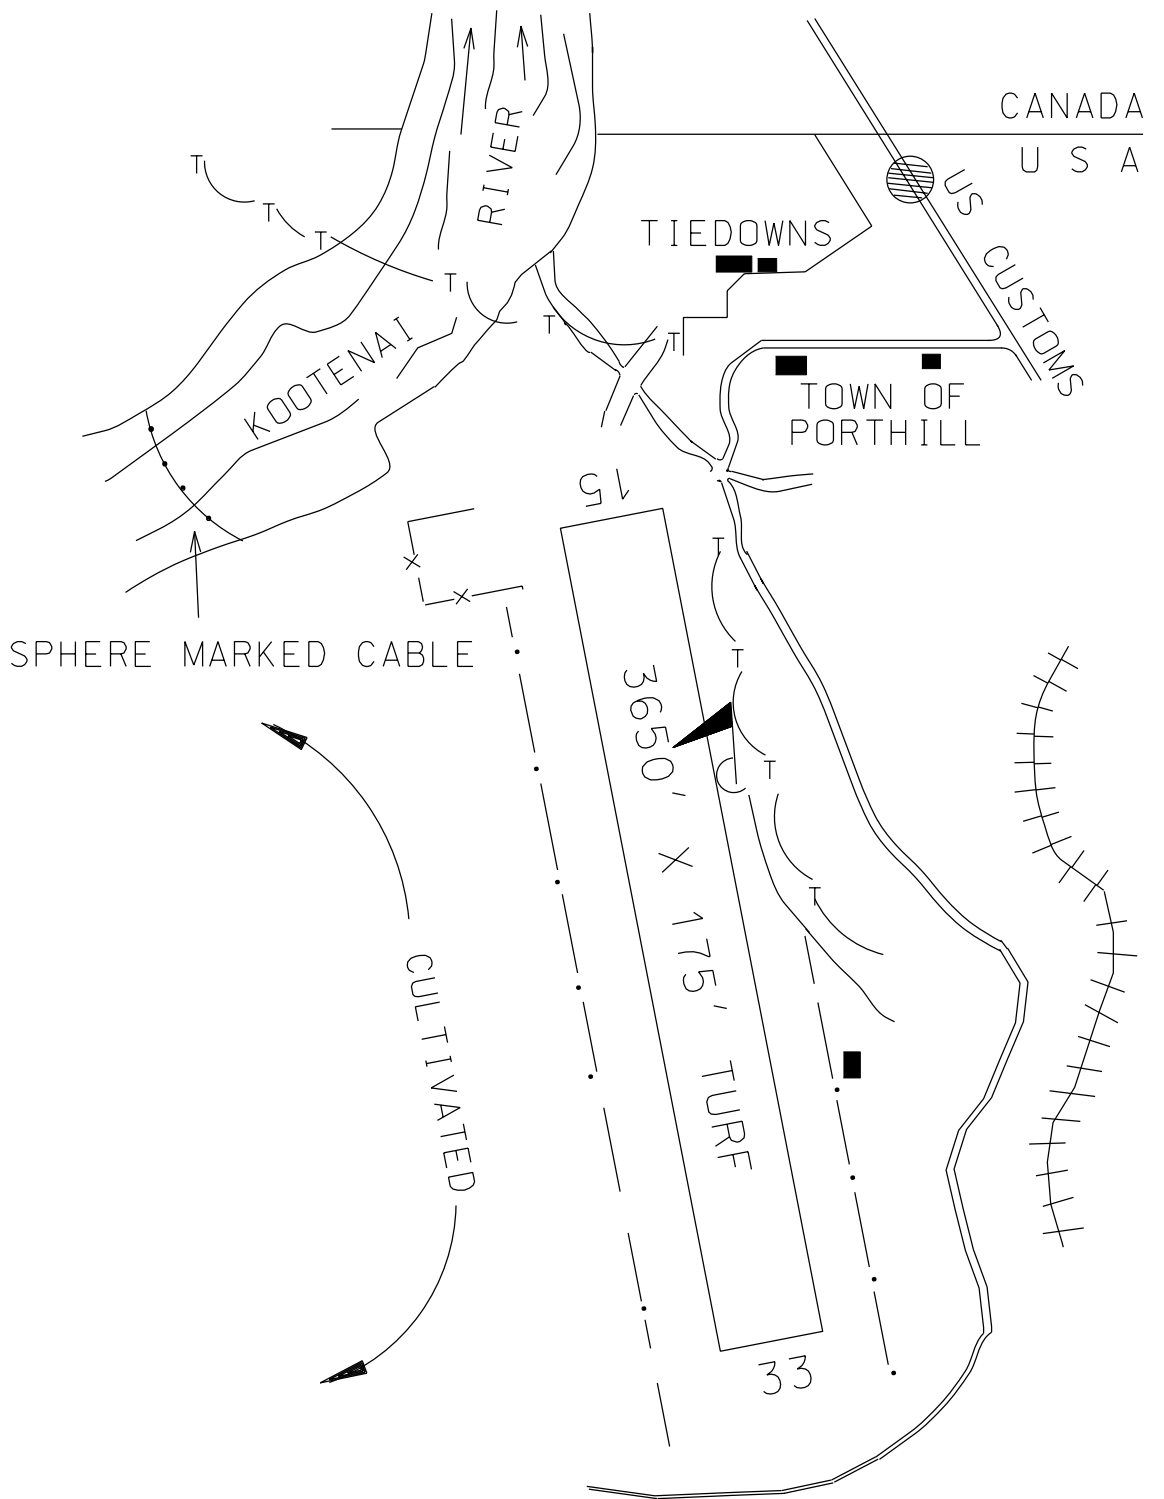 CANADA
U S A
RIVER
US CUSTOMS
TIEDOWNS
KOOTENAI
TOWN OF
PORTHILL
15
SPHERE MARKED CABLE
3650' X 175' TURF
CULTIVATED
33
T
T
T
T
T
T
T
T
T
T